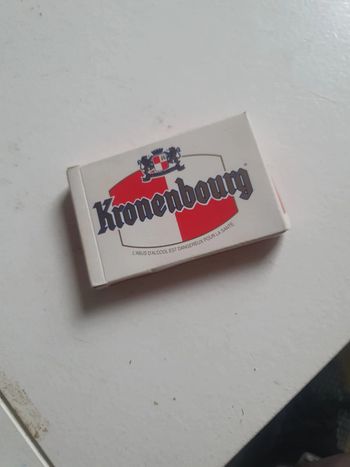 Kronenbourg
L'ABUS D'ALCOOL EST DANGEREUX POUR LA SANTÉ